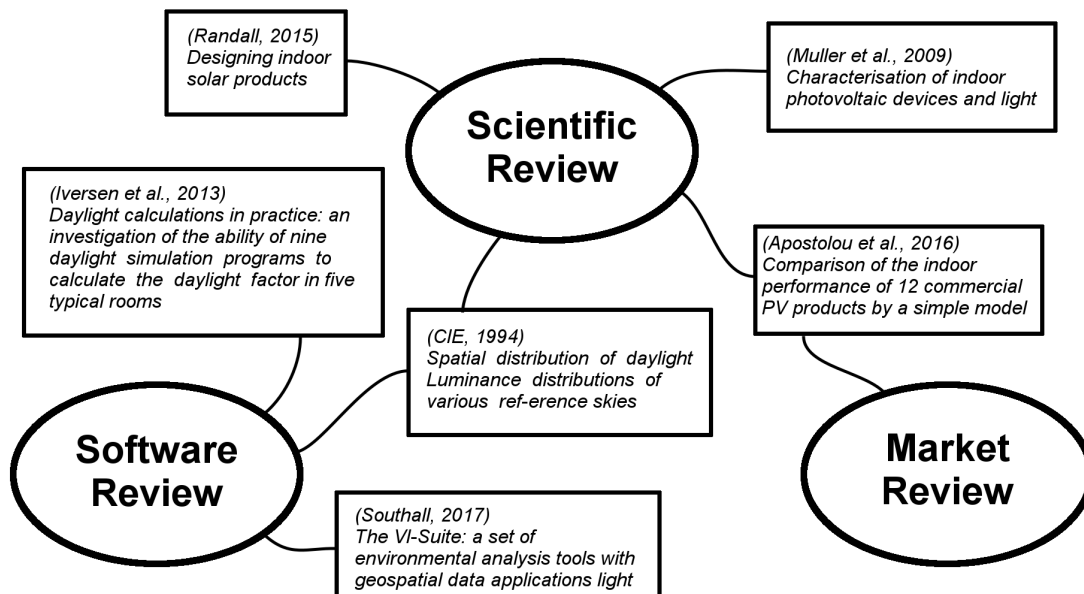 (Randall, 2015)
Designing indoor
solar products
(Muller et al., 2009)
Characterisation of indoor
photovoltaic devices and light
Scientific
Review
(Iversen et al., 2013)
Daylight calculations in practice: an
investigation of the ability of nine
daylight simulation programs to
calculate the daylight factor in five
typical rooms
(Apostolou et al., 2016)
Comparison of the indoor
performance of 12 commercial
PV products by a simple model
(CIE, 1994)
Spatial distribution of daylight
Luminance distributions of
various ref-erence skies
Software
Review
Market
Review
(Southall, 2017)
The VI-Suite: a set of
environmental analysis tools with
geospatial data applications light